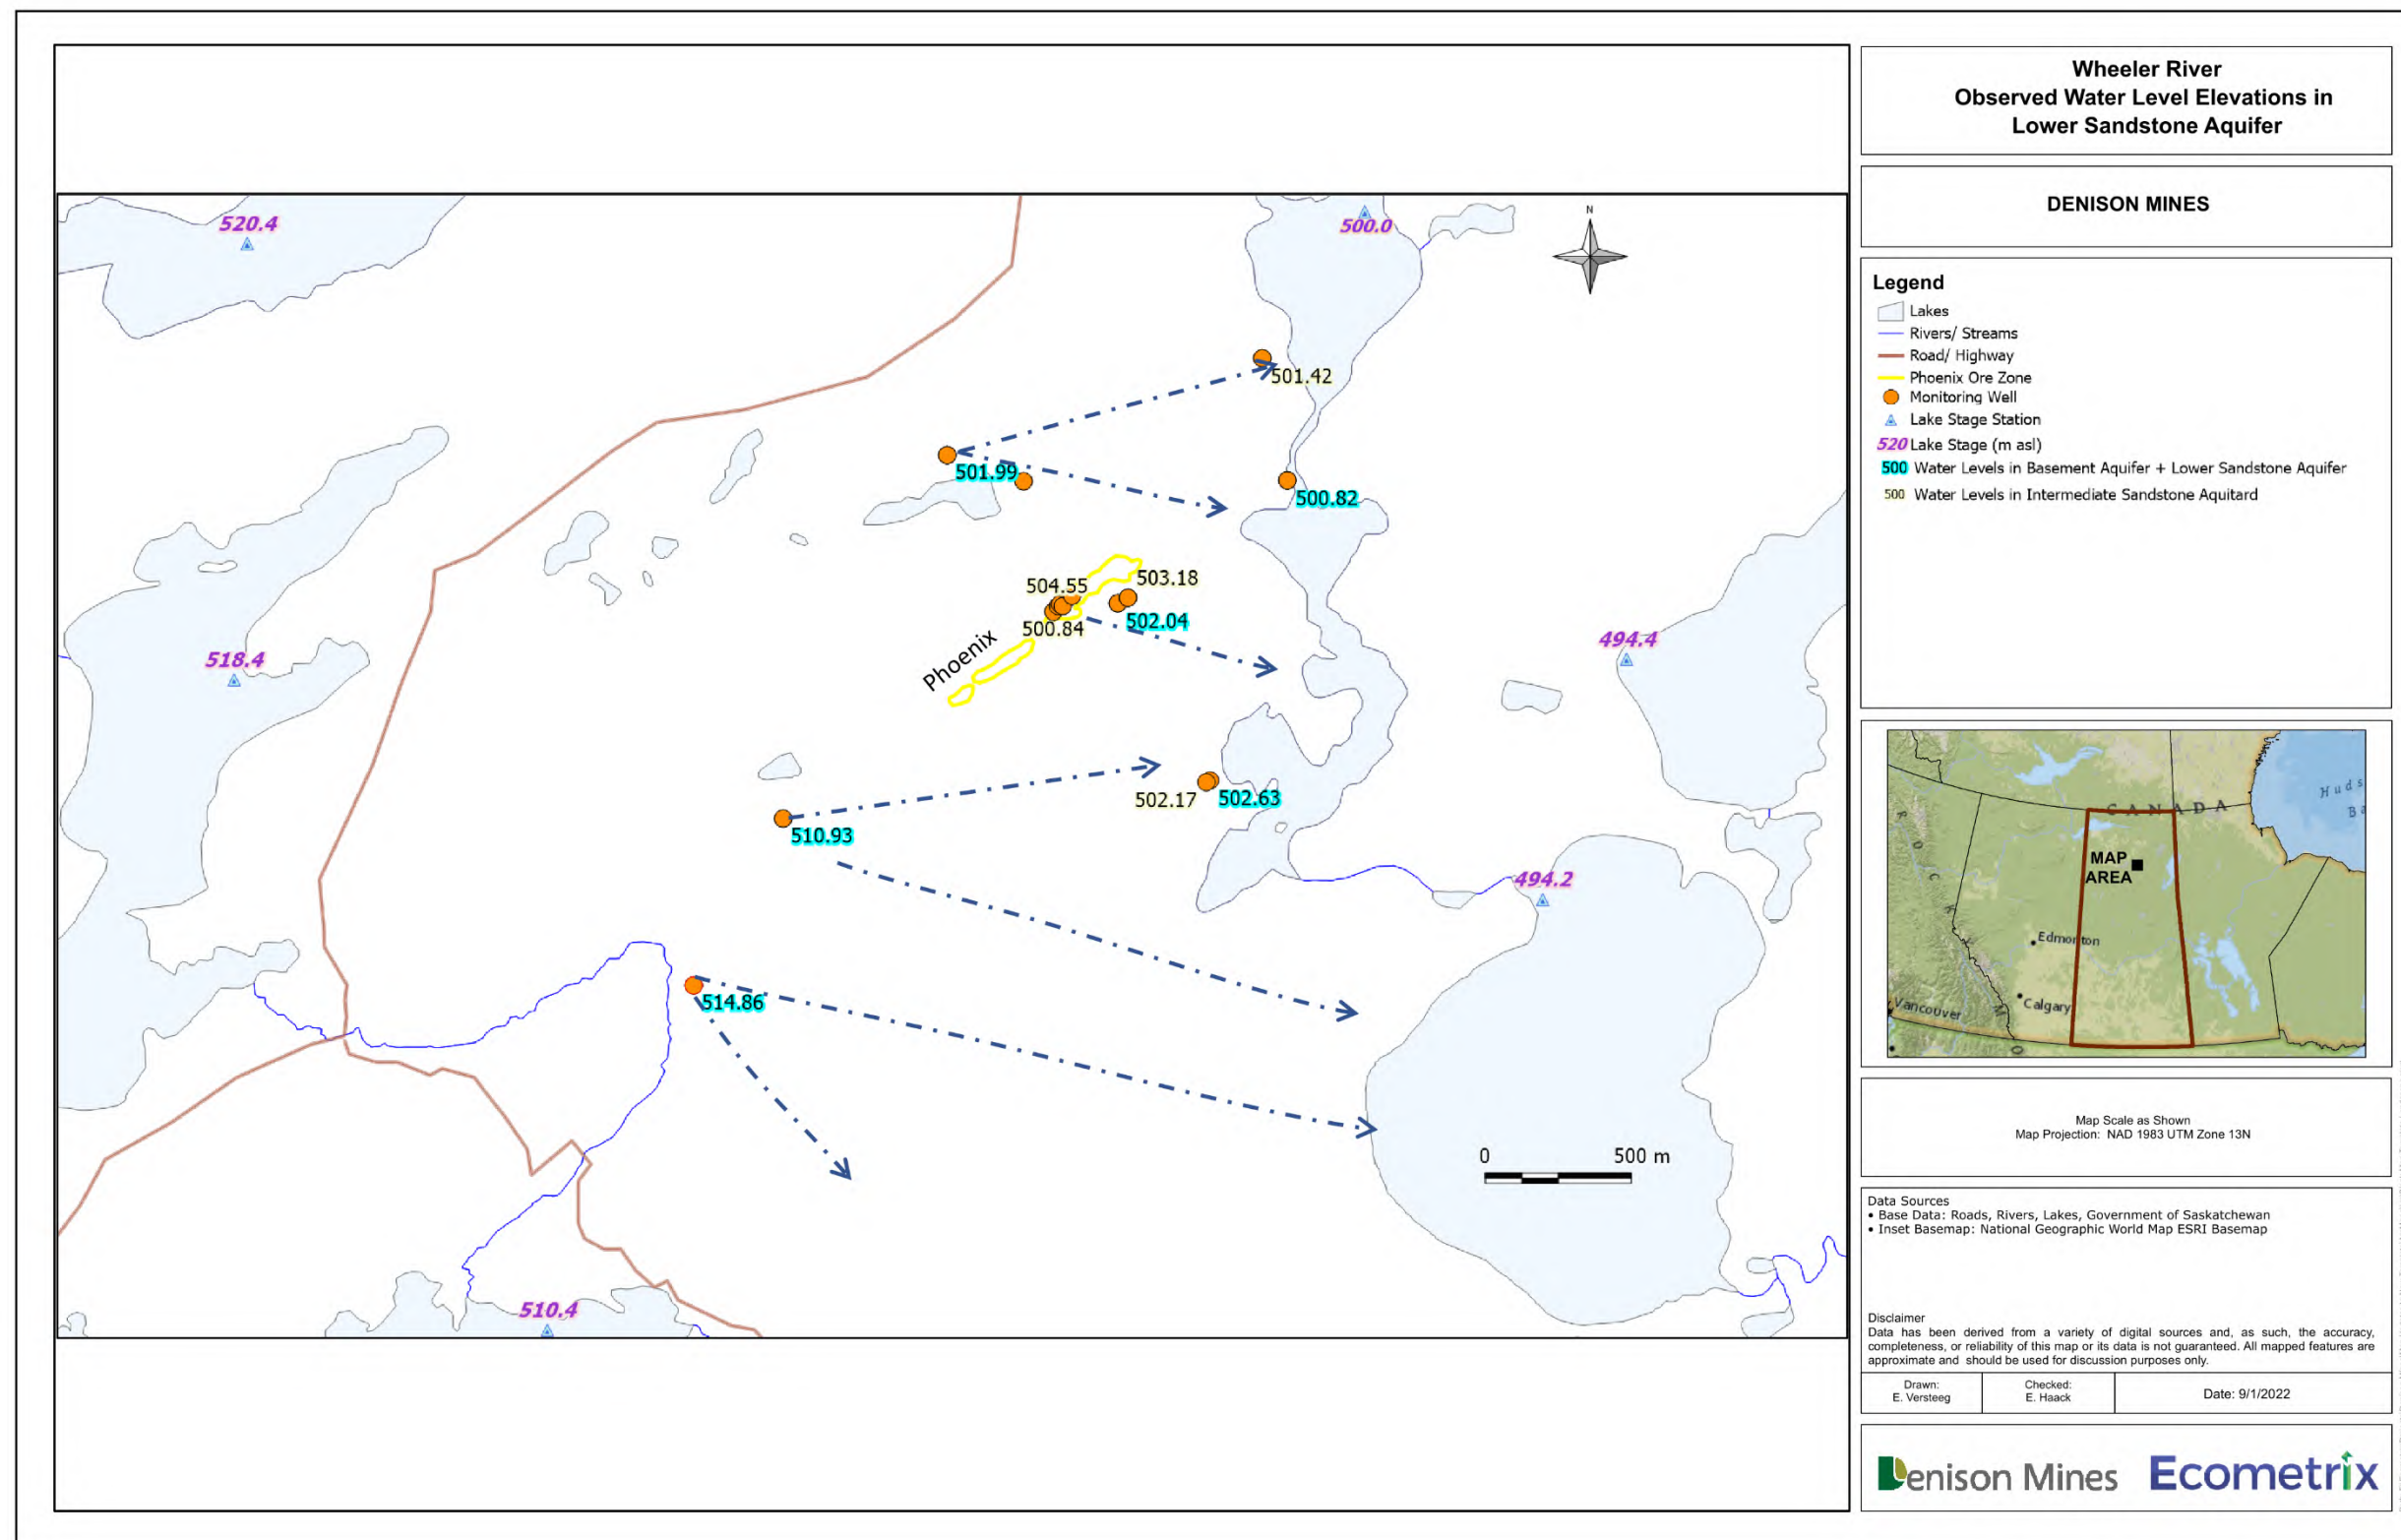 Wheeler River
Observed Water Level Elevations in
Lower Sandstone Aquifer
DENISON MINES
520.4
500.0
N
501.42
501.99
500.82
504.55
503.18
500.84
502.04
Phoenix
518.4
494.4
502.17
502.63
510.93
494.2
514.86
0
500 m
510.4
Legend
Lakes
Rivers/ Streams
Road/ Highway
Phoenix Ore Zone
Monitoring Well
Lake Stage Station
520 Lake Stage (m asl)
500 Water Levels in Basement Aquifer + Lower Sandstone Aquifer
500 Water Levels in Intermediate Sandstone Aquitard
CANADA
Huds
Ba
MAP
AREA
Edmonton
Calgary
Vancouver
Map Scale as Shown
Map Projection: NAD 1983 UTM Zone 13N
Data Sources
• Base Data: Roads, Rivers, Lakes, Government of Saskatchewan
• Inset Basemap: National Geographic World Map ESRI Basemap
Disclaimer
Data has been derived from a variety of digital sources and, as such, the accuracy,
completeness, or reliability of this map or its data is not guaranteed. All mapped features are
approximate and should be used for discussion purposes only.
Drawn:
E. Versteeg
Checked:
E. Haack
Date: 9/1/2022
Denison Mines
Ecometrix